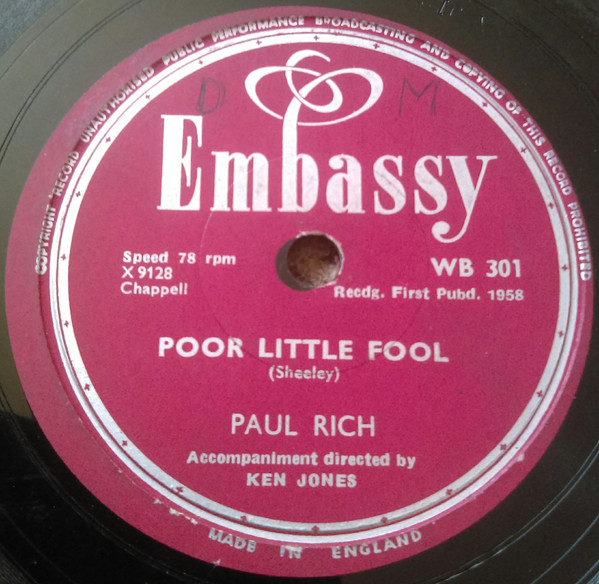 COPYRIGHT RECORD UNAUTHORISED PUBLIC PERFORMANCE BROADCASTING AND COPYING OF THIS RECORD PROHIBITED
D M
Embassy
Speed 78 rpm
X 9128
Chappell
WB 301
Recdg. First Pubd. 1958
POOR LITTLE FOOL
(Sheeley)
PAUL RICH
Accompaniment directed by
KEN JONES
MADE IN ENGLAND